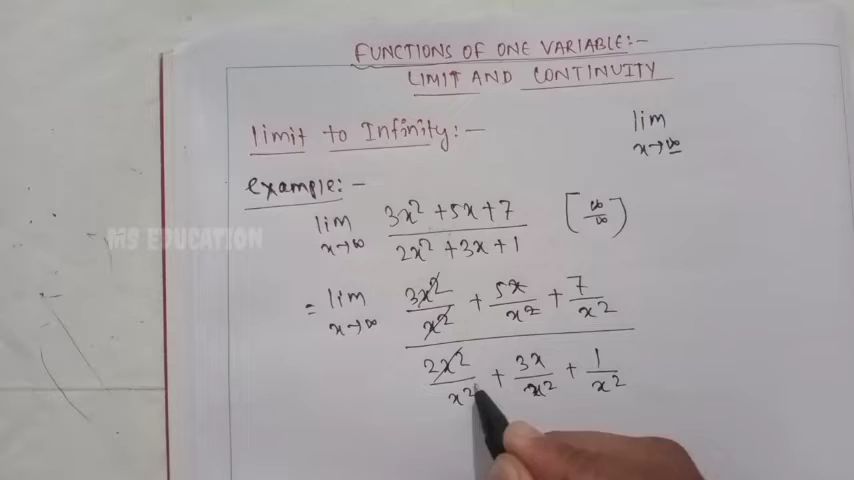 FUNCTIONS OF ONE VARIABLE:-
LIMIT AND CONTINUITY
limit to Infinity:-
lim
x→∞
example:-
lim x→∞ (3x² + 5x + 7)/(2x² + 3x + 1) [∞/∞]
MS EDUCATION
= lim x→∞ (3x²/x² + 5x/x² + 7/x²)/(2x²/x² + 3x/x² + 1/x²)